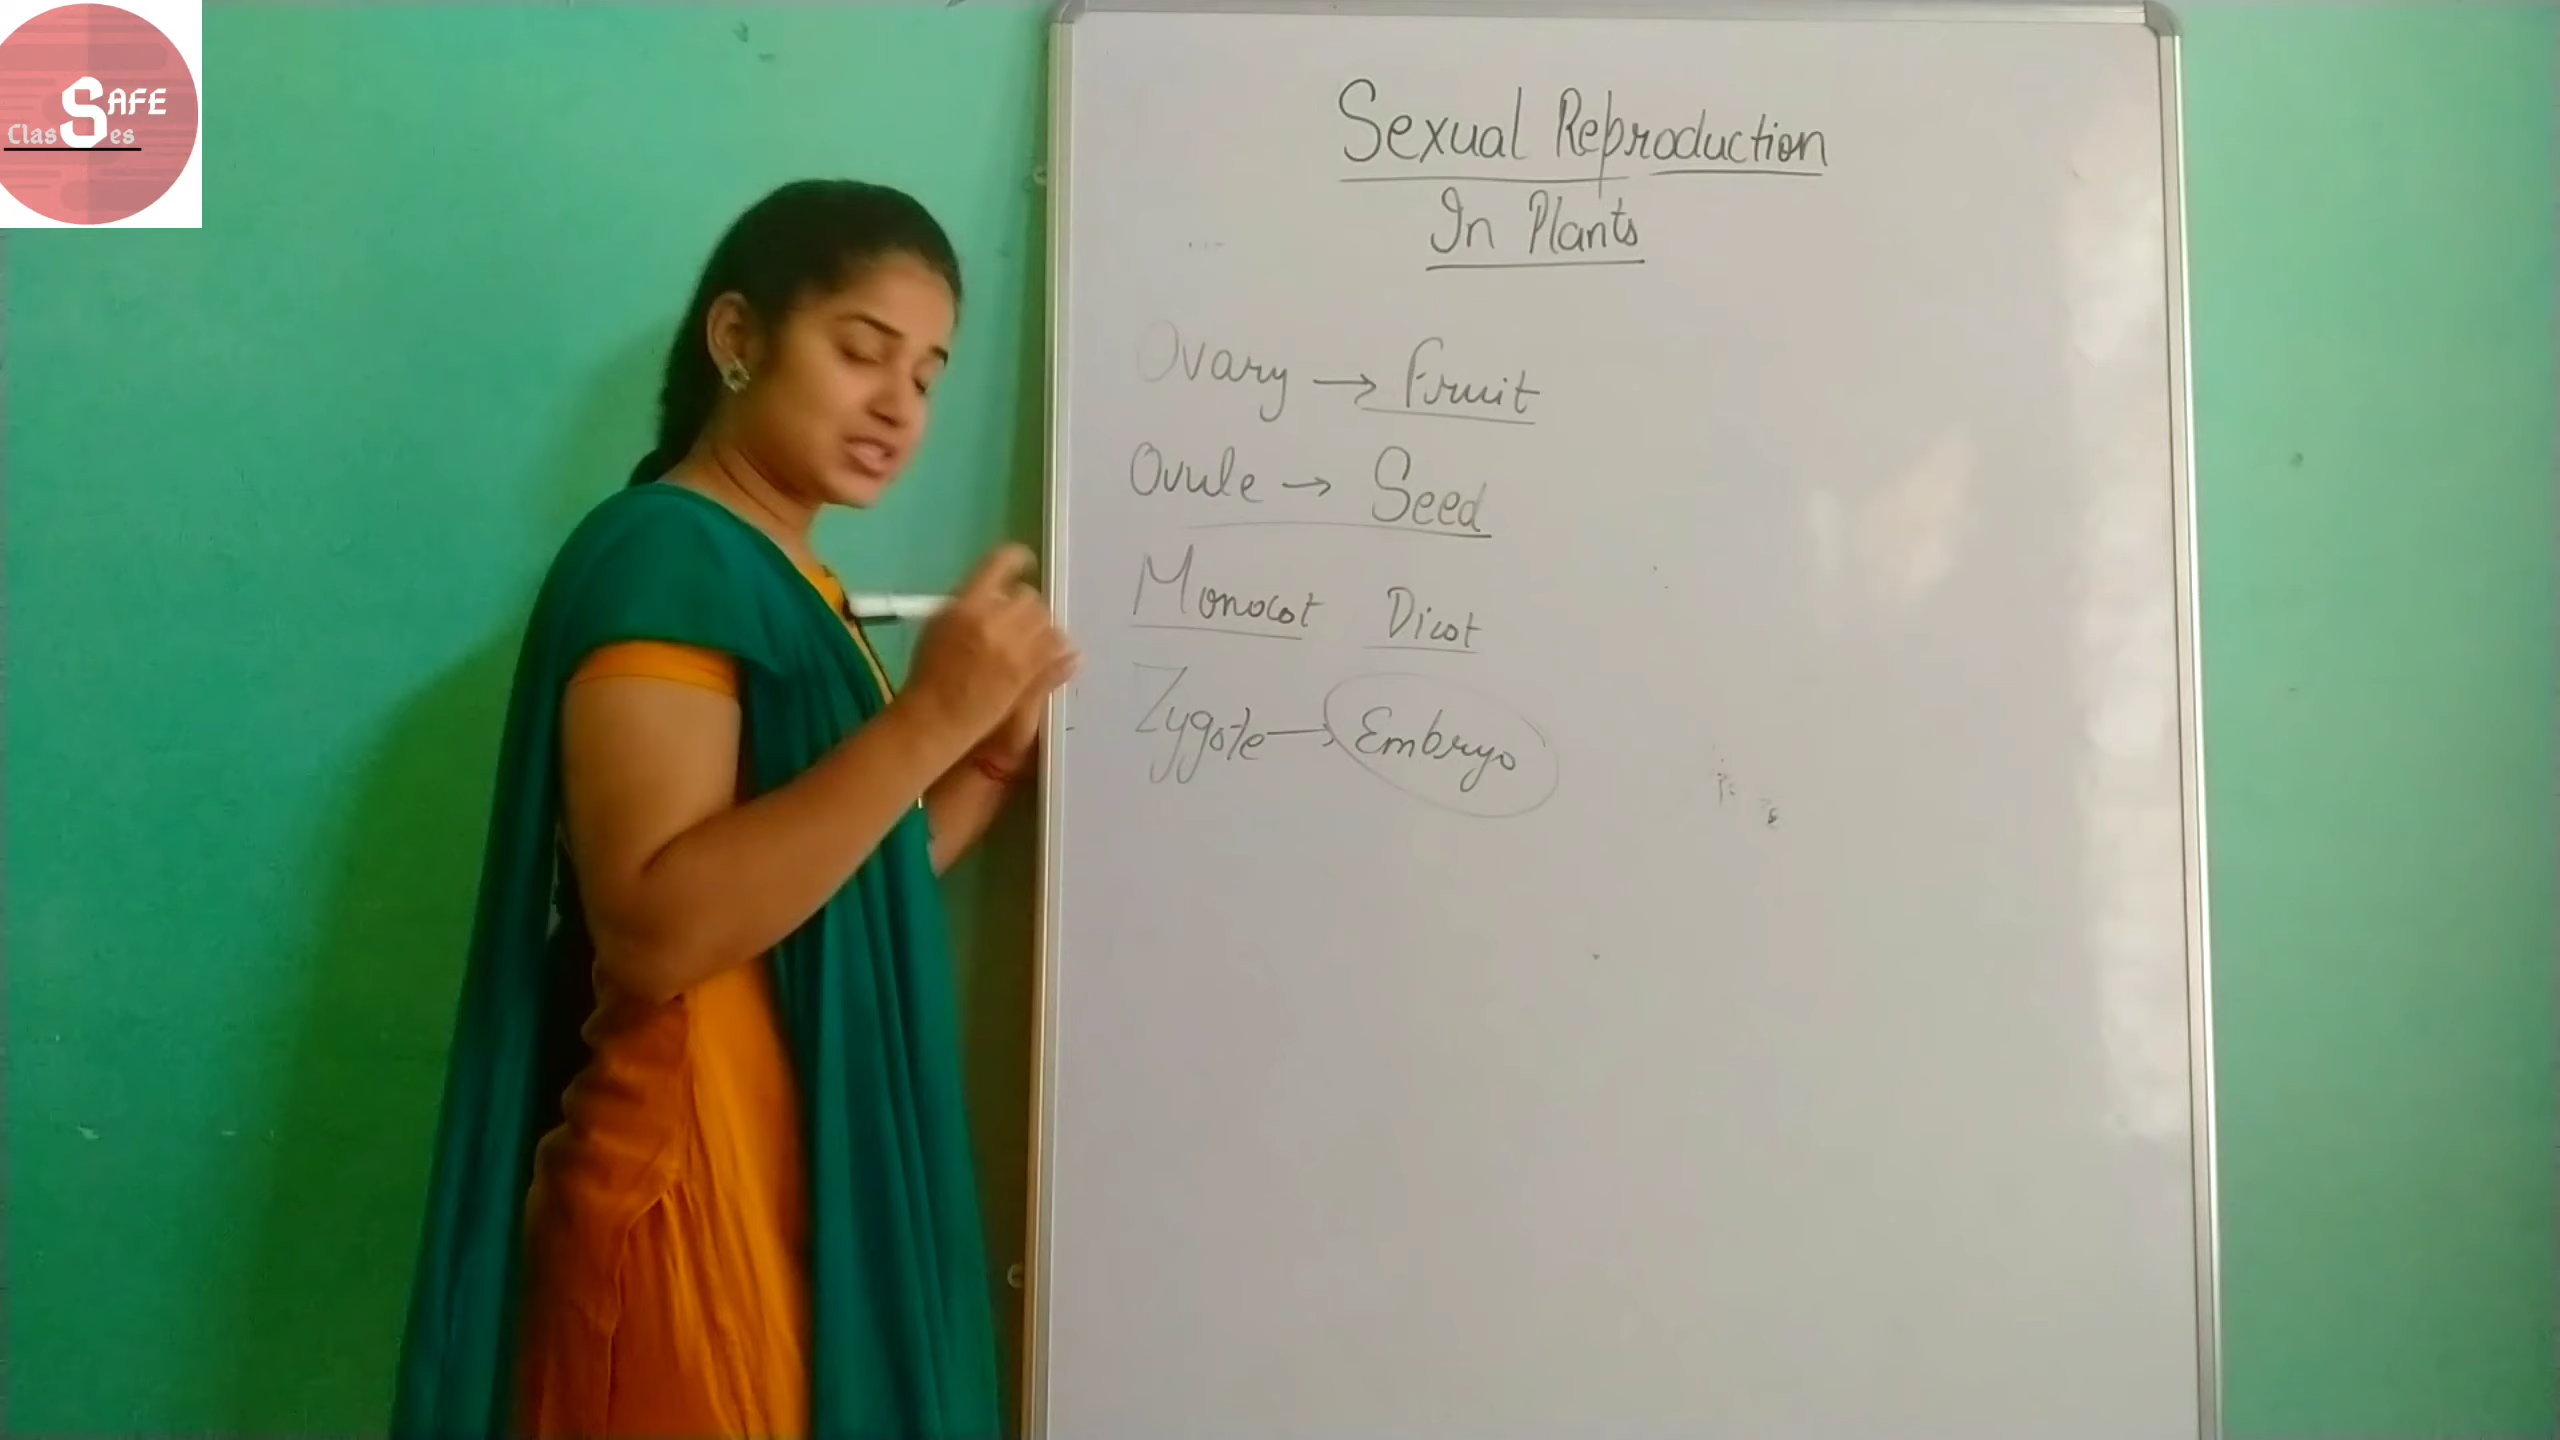 SAFE
Classes
Sexual Reproduction
In Plants
Ovary → Fruit
Ovule → Seed
Monocot Dicot
Zygote → Embryo